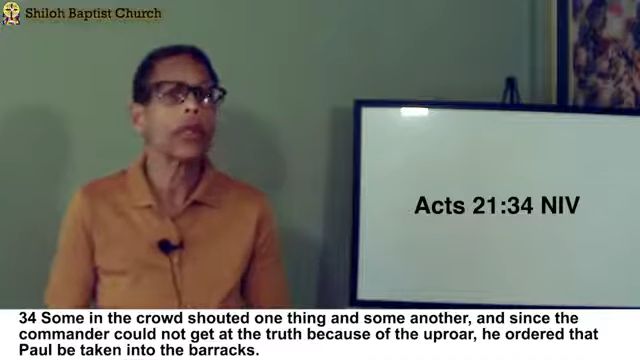 Shiloh Baptist Church
Acts 21:34 NIV
34 Some in the crowd shouted one thing and some another, and since the
commander could not get at the truth because of the uproar, he ordered that
Paul be taken into the barracks.